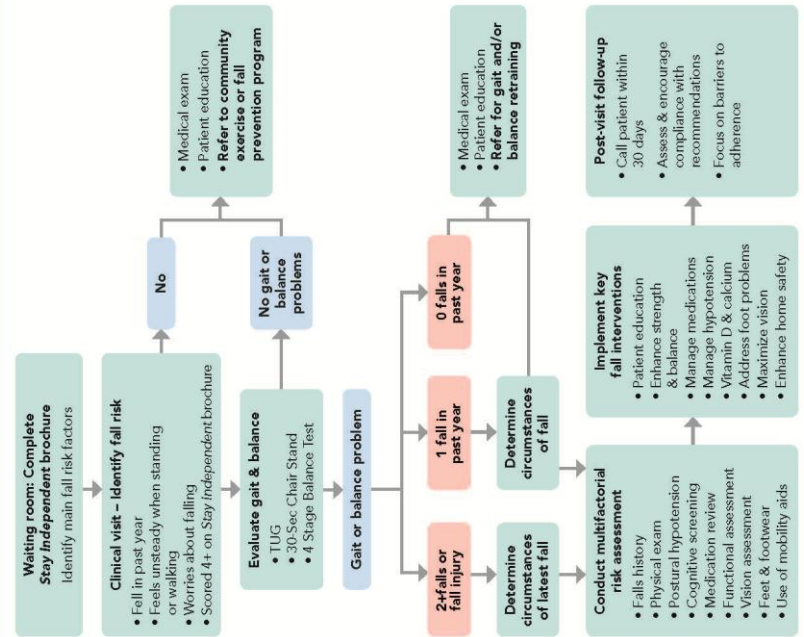 Waiting room: Complete
Stay Independent brochure
Identify main fall risk factors
Clinical visit – Identify fall risk
• Fell in past year
• Feels unsteady when standing
or walking
• Worries about falling
• Scored 4+ on Stay Independent brochure
No
• Medical exam
• Patient education
• Refer to community
exercise or fall
prevention program
Evaluate gait & balance
• TUG
• 30-Sec Chair Stand
• 4 Stage Balance Test
No gait or
balance
problems
Gait or balance problem
2+falls or
fall injury
1 fall in
past year
0 falls in
past year
• Medical exam
• Patient education
• Refer for gait and/or
balance retraining
Determine
circumstances
of latest fall
Determine
circumstances
of fall
Conduct multifactorial
risk assessment
• Falls history
• Physical exam
• Postural hypotension
• Cognitive screening
• Medication review
• Functional assessment
• Vision assessment
• Feet & footwear
• Use of mobility aids
Implement key
fall interventions
• Patient education
• Enhance strength
& balance
• Manage medications
• Manage hypotension
• Vitamin D & calcium
• Address foot problems
• Maximize vision
• Enhance home safety
Post-visit follow-up
• Call patient within
30 days
• Assess & encourage
compliance with
recommendations
• Focus on barriers to
adherence